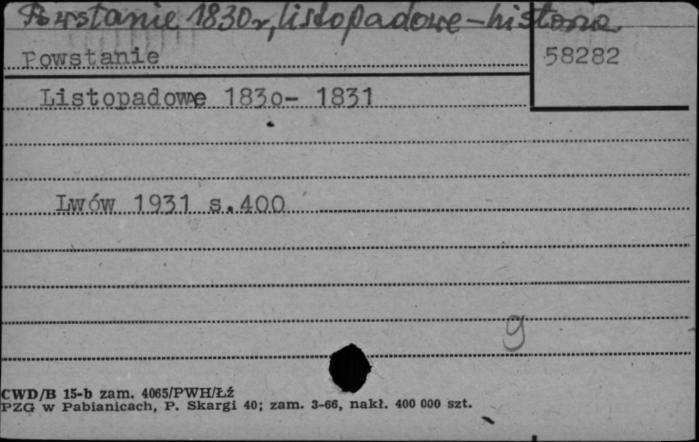 Powstanie 1830 r, listopadowe - historia
Powstanie
58282
Listopadowe 1830- 1831
Lwów 1931 s.400
9
CWD/B 15-b zam. 4065/PWH/Łź
PZG w Pabianicach, P. Skargi 40; zam. 3-66, nakł. 400 000 szt.